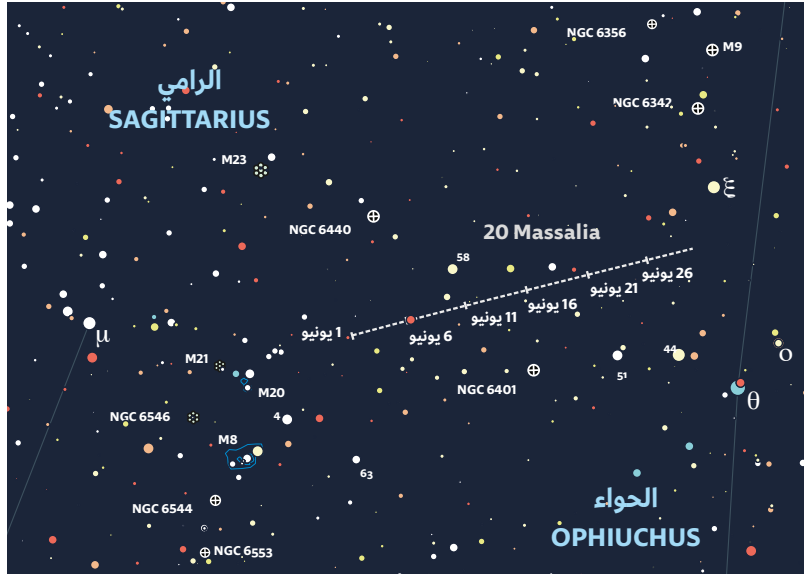 NGC 6356
M9
الرامي
SAGITTARIUS
NGC 6342
M23
ξ
NGC 6440
20 Massalia
58
26 يونيو
21 يونيو
16 يونيو
11 يونيو
6 يونيو
1 يونيو
μ
M21
44
51
ο
NGC 6401
M20
θ
NGC 6546
4
M8
63
NGC 6544
الحواء
OPHIUCHUS
NGC 6553